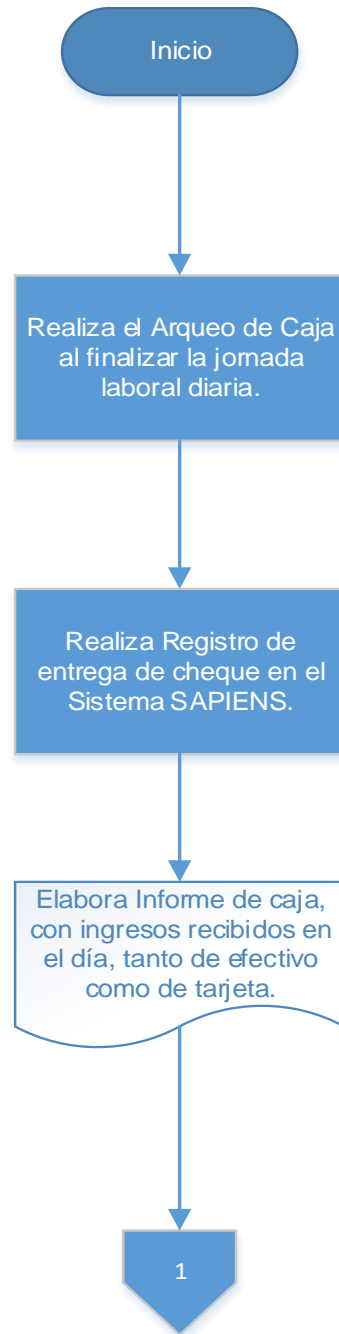 Inicio
Realiza el Arqueo de Caja
al finalizar la jornada
laboral diaria.
Realiza Registro de
entrega de cheque en el
Sistema SAPIENS.
Elabora Informe de caja,
con ingresos recibidos en
el día, tanto de efectivo
como de tarjeta.
1